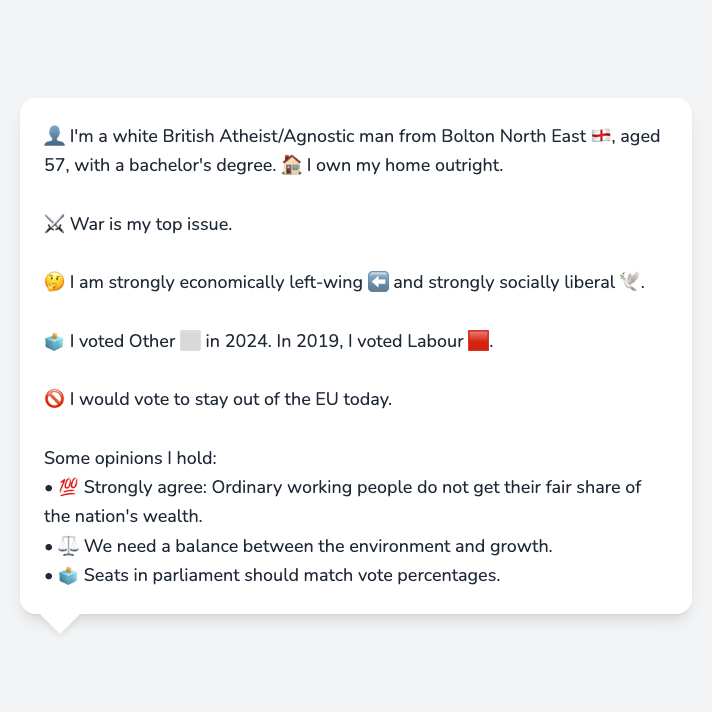 👤 I'm a white British Atheist/Agnostic man from Bolton North East 🏴󠁧󠁢󠁥󠁮󠁧󠁿, aged
57, with a bachelor's degree. 🏠 I own my home outright.
⚔️ War is my top issue.
🤔 I am strongly economically left-wing ⬅️ and strongly socially liberal 🕊️.
🗳️ I voted Other ⬜ in 2024. In 2019, I voted Labour 🟥.
🚫 I would vote to stay out of the EU today.
Some opinions I hold:
• 💯 Strongly agree: Ordinary working people do not get their fair share of
the nation's wealth.
• ⚖️ We need a balance between the environment and growth.
• 🗳️ Seats in parliament should match vote percentages.